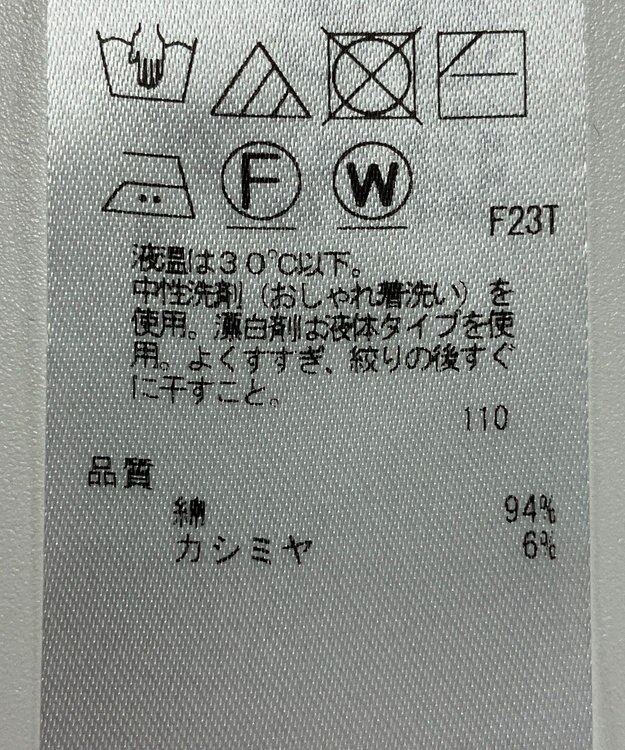 F W
F23T
液温は30℃以下。
中性洗剤（おしゃれ着洗い）を
使用。漂白剤は液体タイプを使
用。よくすすぎ、絞りの後すぐ
に干すこと。
110
品質
綿 94%
カシミヤ 6%